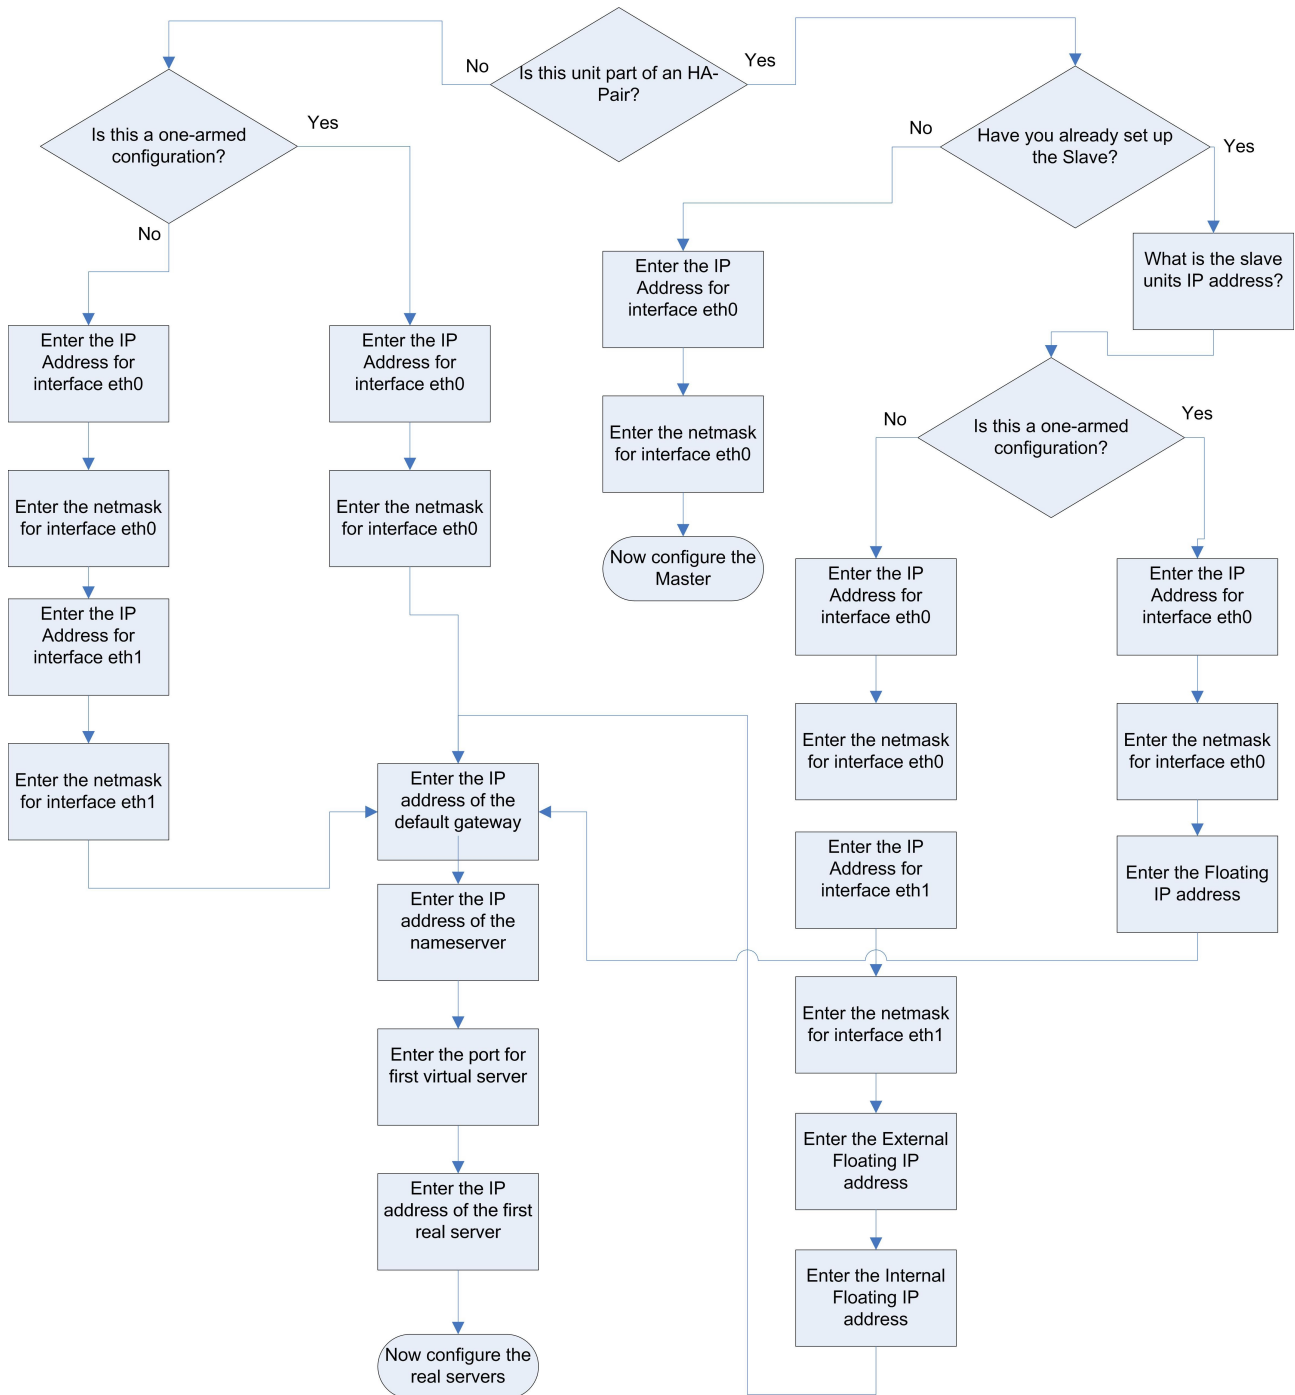 Is this unit part of an HA-
Pair?
No
Yes
Is this a one-armed
configuration?
Yes
No
Have you already set up
the Slave?
No
Yes
What is the slave
units IP address?
Enter the IP
Address for
interface eth0
Enter the netmask
for interface eth0
Now configure the
Master
Is this a one-armed
configuration?
No
Yes
Enter the IP
Address for
interface eth0
Enter the netmask
for interface eth0
Enter the IP
Address for
interface eth1
Enter the netmask
for interface eth1
Enter the IP
Address for
interface eth0
Enter the netmask
for interface eth0
Enter the IP
address of the
default gateway
Enter the IP
address of the
nameserver
Enter the port for
first virtual server
Enter the IP
address of the first
real server
Now configure the
real servers
Enter the IP
Address for
interface eth0
Enter the netmask
for interface eth0
Enter the IP
Address for
interface eth1
Enter the netmask
for interface eth1
Enter the External
Floating IP
address
Enter the Internal
Floating IP
address
Enter the IP
Address for
interface eth0
Enter the netmask
for interface eth0
Enter the Floating
IP address